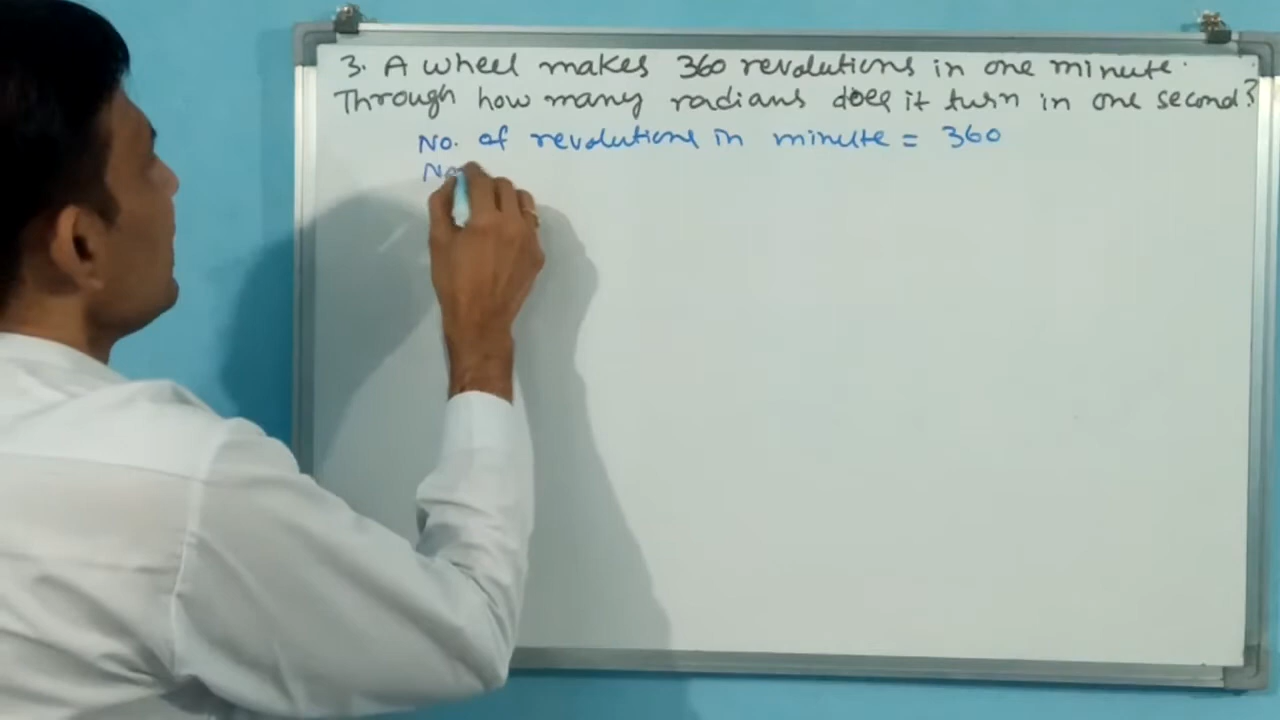 3. A wheel makes 360 revolutions in one minute.
Through how many radians does it turn in one second?
No. of revolutions in minute = 360
No